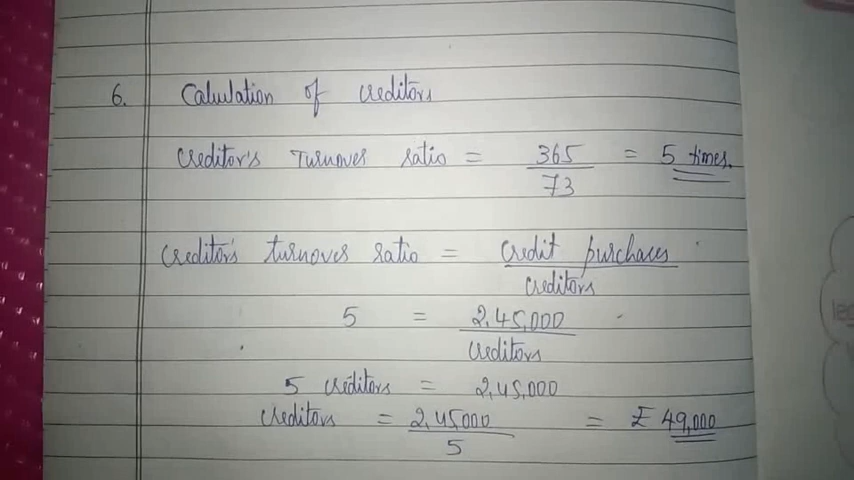 6. Calculation of creditors
Creditor's Turnover ratio = 365 / 73 = 5 times.
Creditor's turnover ratio = credit purchases / creditors
5 = 2,45,000 / creditors
5 creditors = 2,45,000
Creditors = 2,45,000 / 5 = £ 49,000